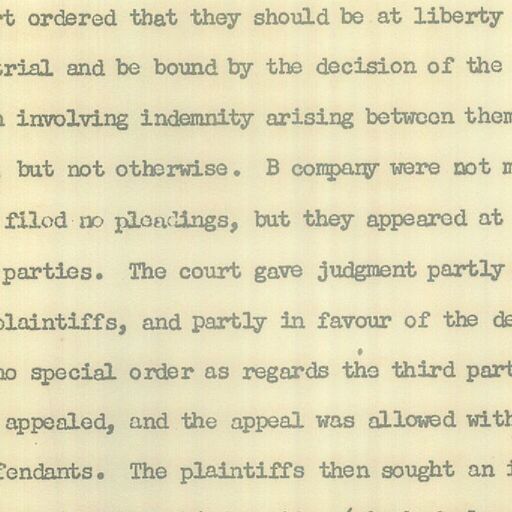 t ordered that they should be at liberty
trial and be bound by the decision of the
n involving indemnity arising between them
, but not otherwise. B company were not m
filed no pleadings, but they appeared at
parties. The court gave judgment partly
plaintiffs, and partly in favour of the de
no special order as regards the third part
appealed, and the appeal was allowed with
fendants. The plaintiffs then sought an i